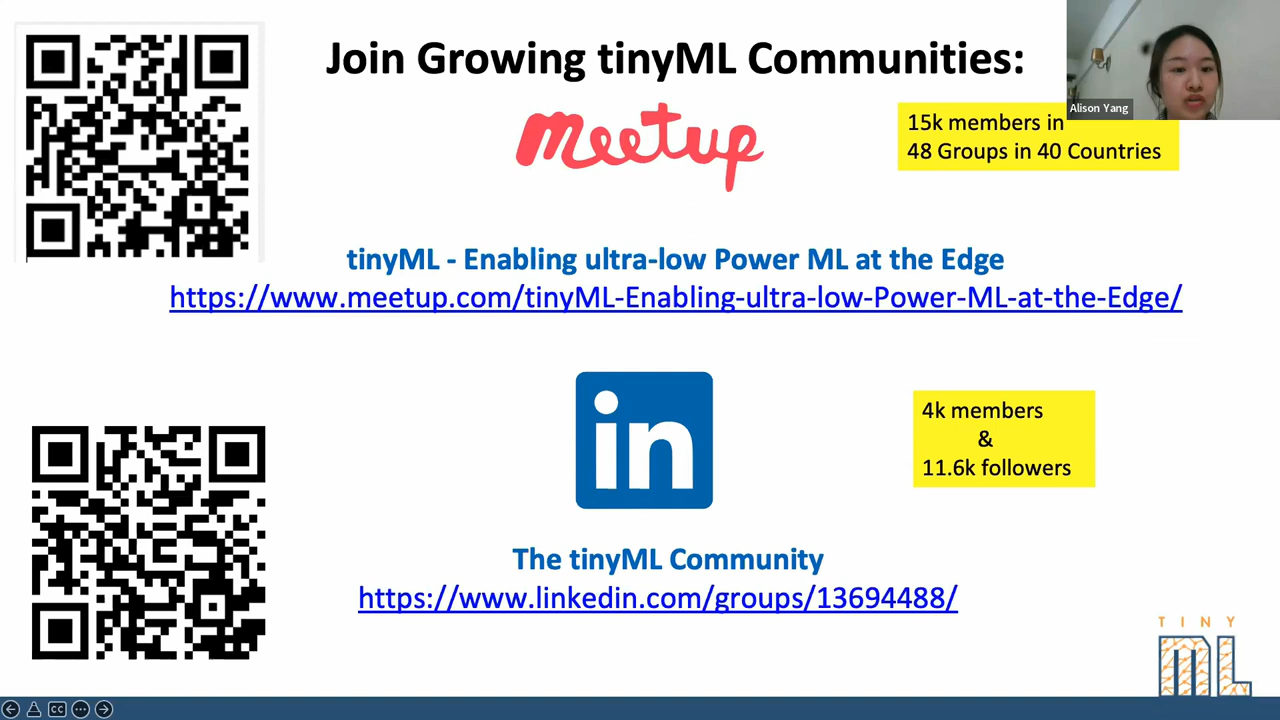 Join Growing tinyML Communities:
Alison Yang
meetup
15k members in
48 Groups in 40 Countries
tinyML - Enabling ultra-low Power ML at the Edge
https://www.meetup.com/tinyML-Enabling-ultra-low-Power-ML-at-the-Edge/
in
4k members
&
11.6k followers
The tinyML Community
https://www.linkedin.com/groups/13694488/
TINY
ML
CC